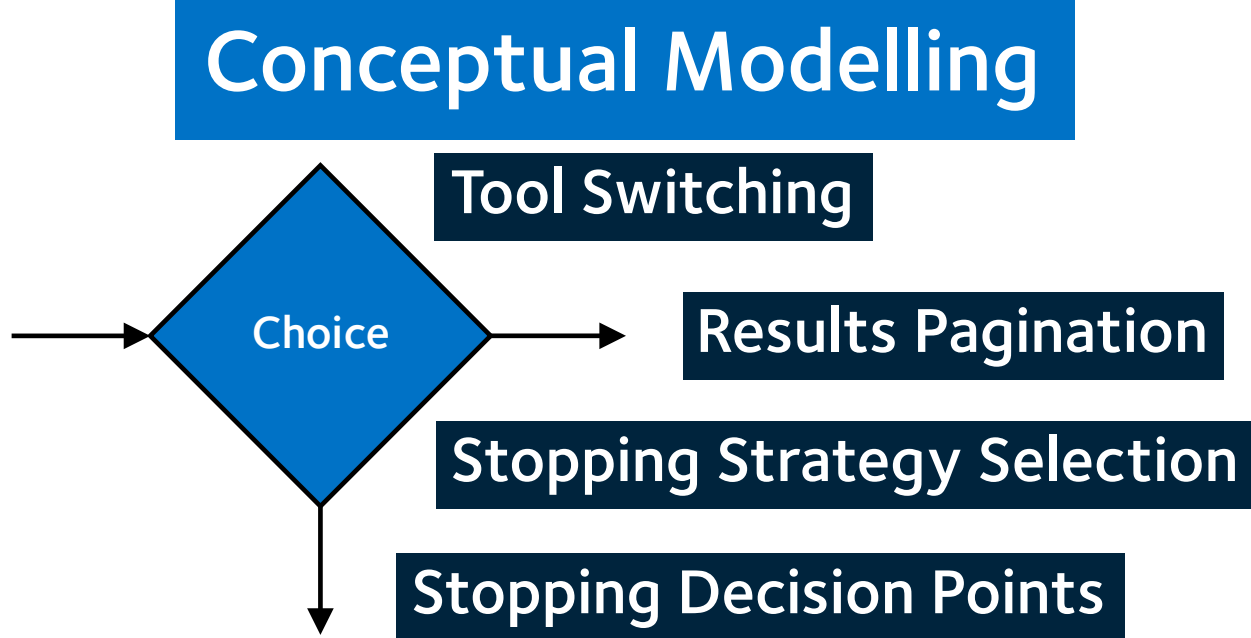 Conceptual Modelling
Tool Switching
Choice
Results Pagination
Stopping Strategy Selection
Stopping Decision Points